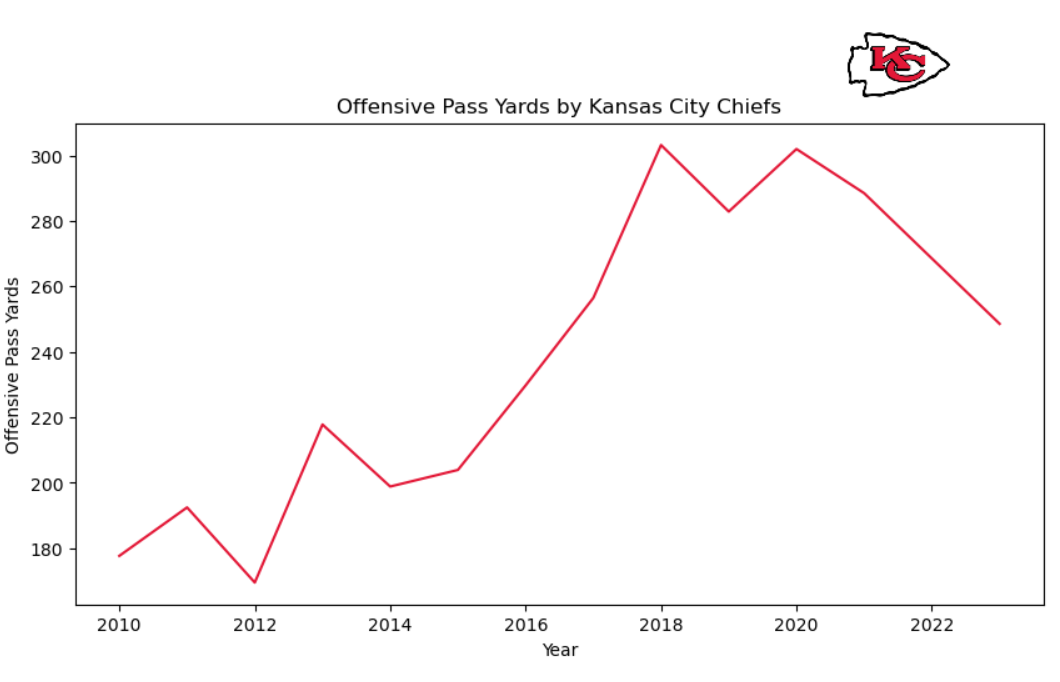 KC
Offensive Pass Yards by Kansas City Chiefs
Offensive Pass Yards
300
280
260
240
220
200
180
2010 2012 2014 2016 2018 2020 2022
Year